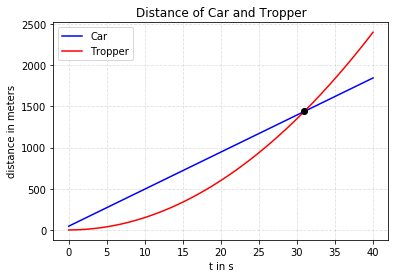 Distance of Car and Tropper
Car
Tropper
distance in meters
2500
2000
1500
1000
500
0
0 5 10 15 20 25 30 35 40
t in s